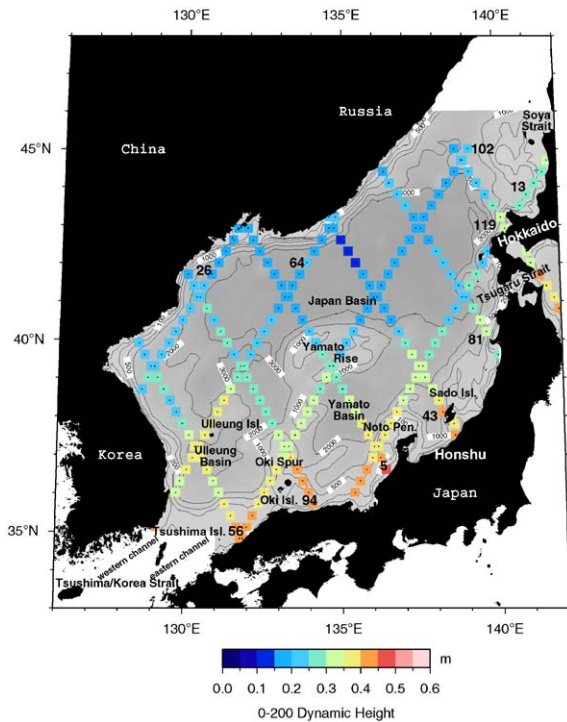 130°E 135°E 140°E
Russia
Soya
Strait
45°N
China
102
13
119
Hokkaido
26
64
Tsugaru Strait
Japan Basin
81
40°N
Yamato
Rise
Sado Isl.
Yamato
Basin
43
Ulleung Isl.
Noto Pen.
Ulleung
Basin
Korea
Oki Spur
5
Honshu
Oki Isl.
94
Japan
35°N
Tsushima Isl.
56
western channel
eastern channel
Tsushima/Korea Strait
130°E 135°E 140°E
0.0 0.1 0.2 0.3 0.4 0.5 0.6
m
0-200 Dynamic Height